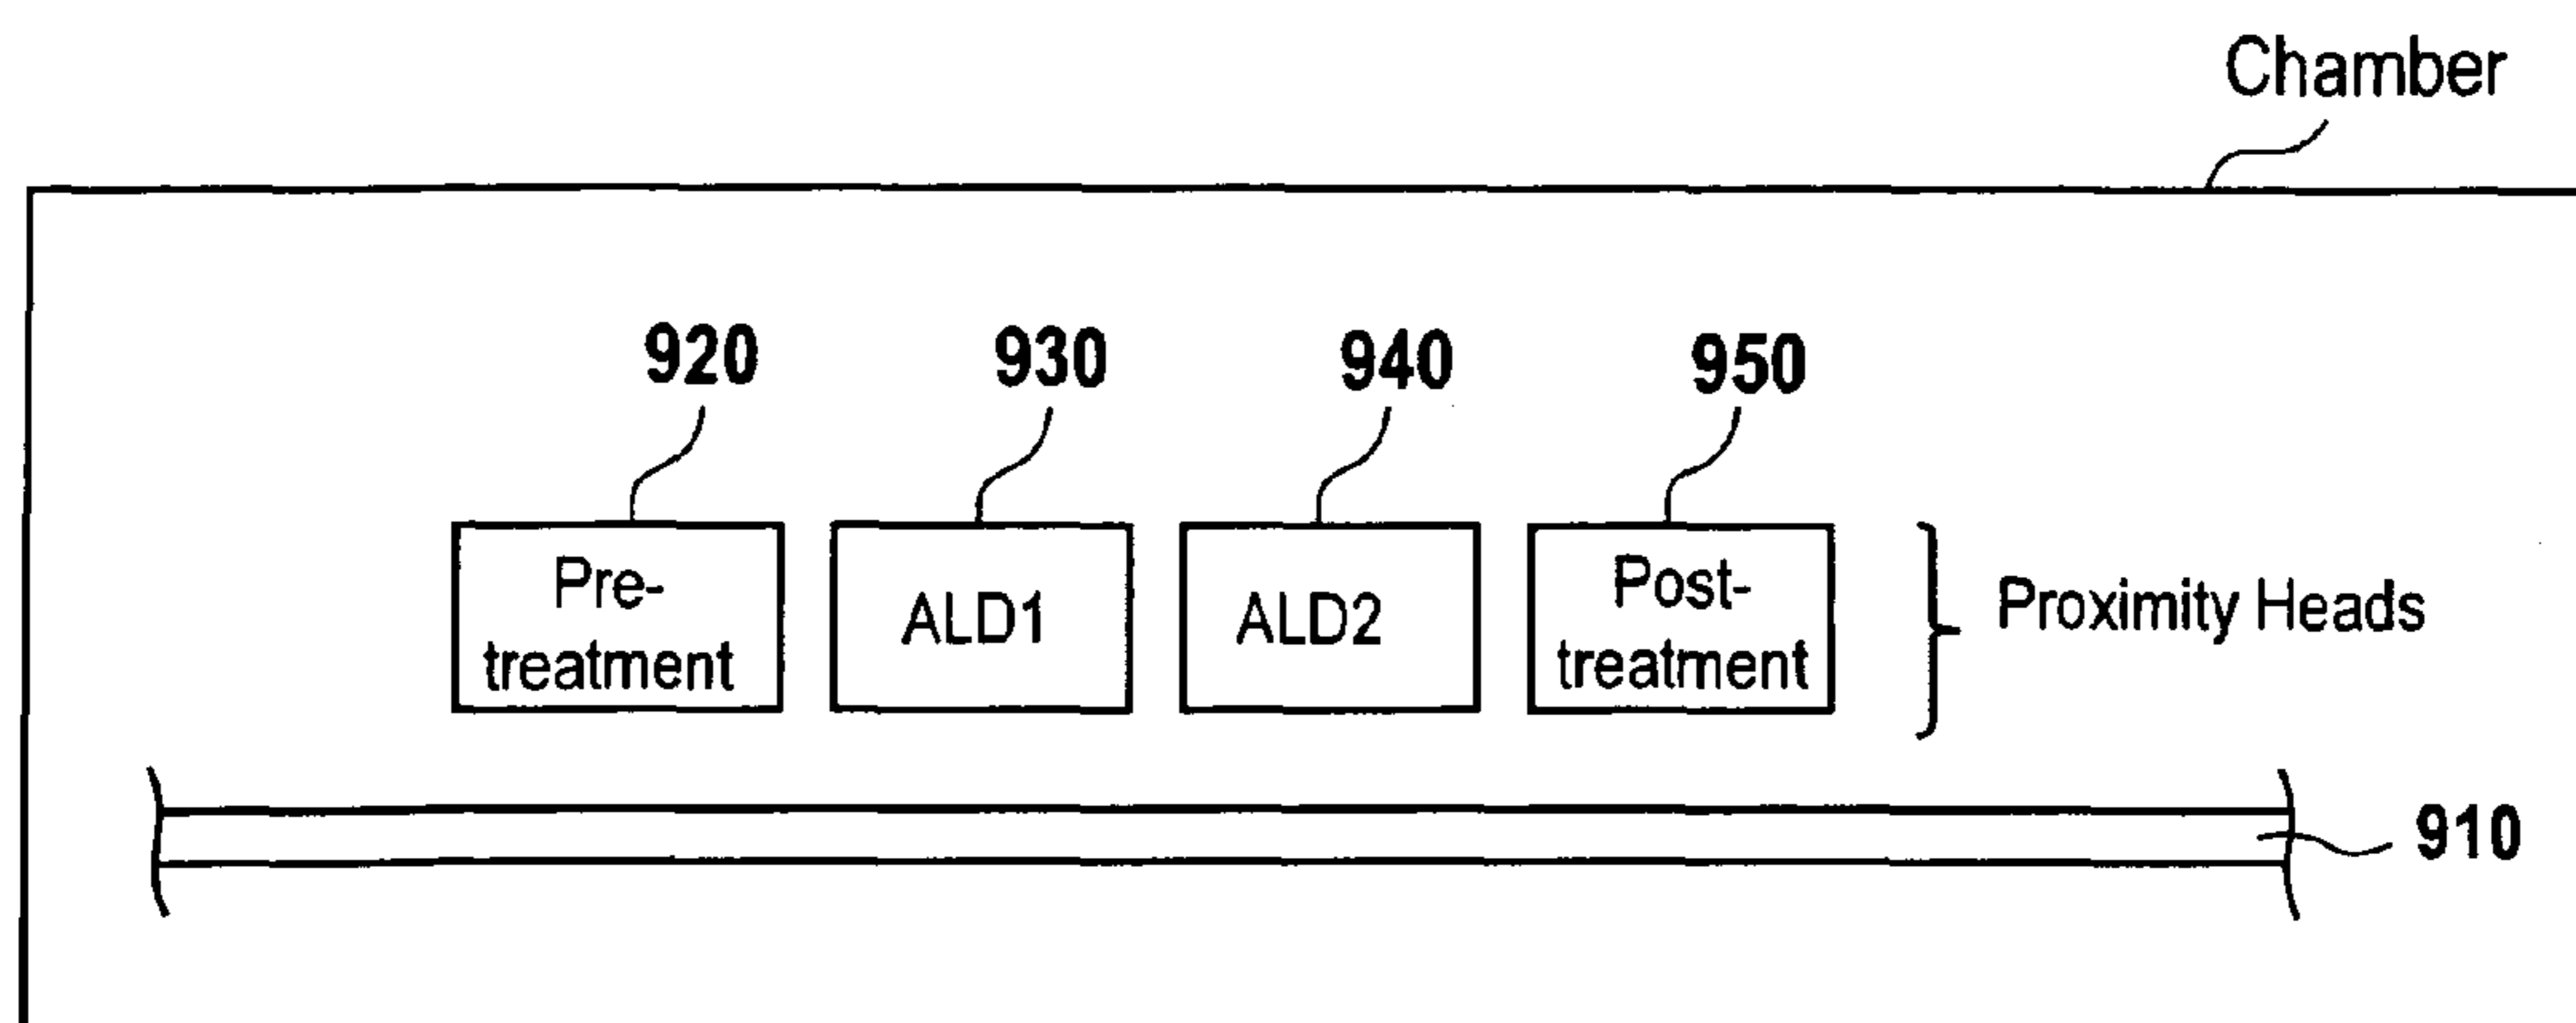 Chamber
920 930 940 950
Pre-
treatment
ALD1
ALD2
Post-
treatment
Proximity Heads
910